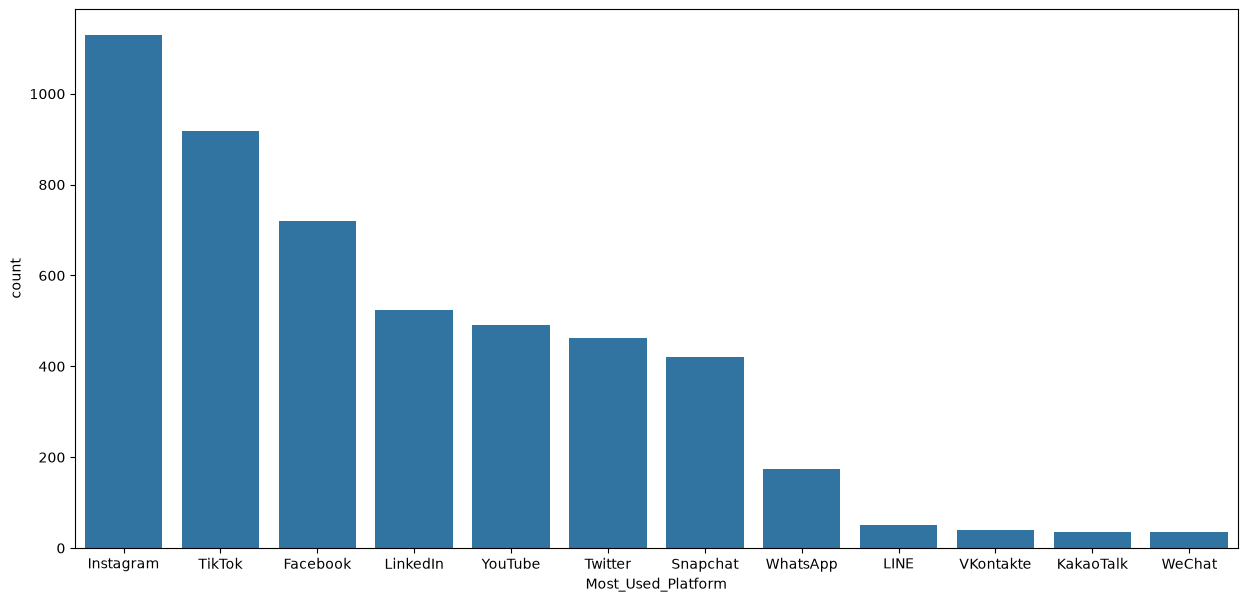 1000
800
600
400
200
0
count
Instagram TikTok Facebook LinkedIn YouTube Twitter Snapchat WhatsApp LINE VKontakte KakaoTalk WeChat
Most_Used_Platform